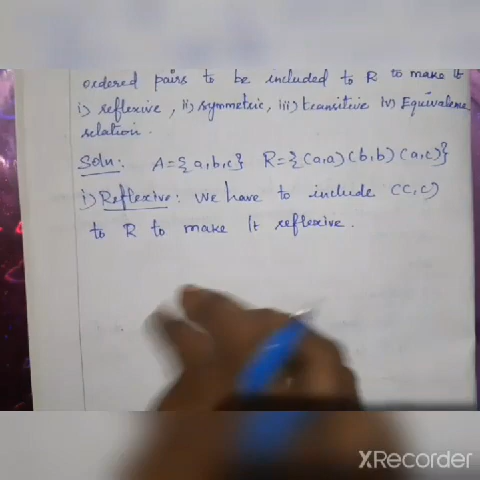 ordered pairs to be included to R to make it
i) reflexive, ii) symmetric, iii) transitive iv) Equivalence
relation.
Soln: A={a,b,c} R={(a,a)(b,b)(a,c)}
i) Reflexive: We have to include (c,c)
to R to make It reflexive.
XRecorder